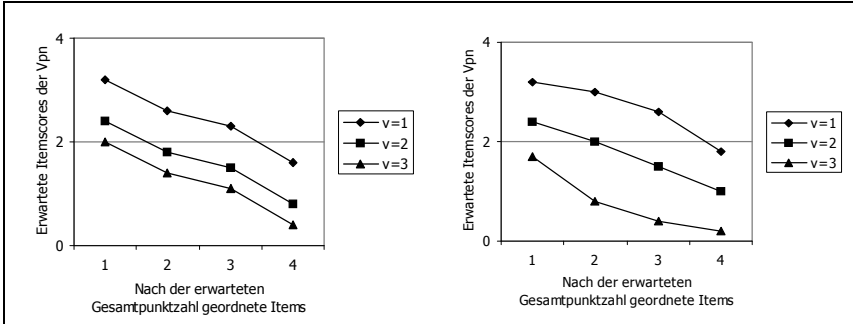 Erwartete Itemscores der Vpn
4
2
0
1 2 3 4
Nach der erwarteten
Gesamtpunktzahl geordnete Items
v=1
v=2
v=3
Erwartete Itemscores der Vpn
4
2
0
1 2 3 4
Nach der erwarteten
Gesamtpunktzahl geordnete Items
v=1
v=2
v=3